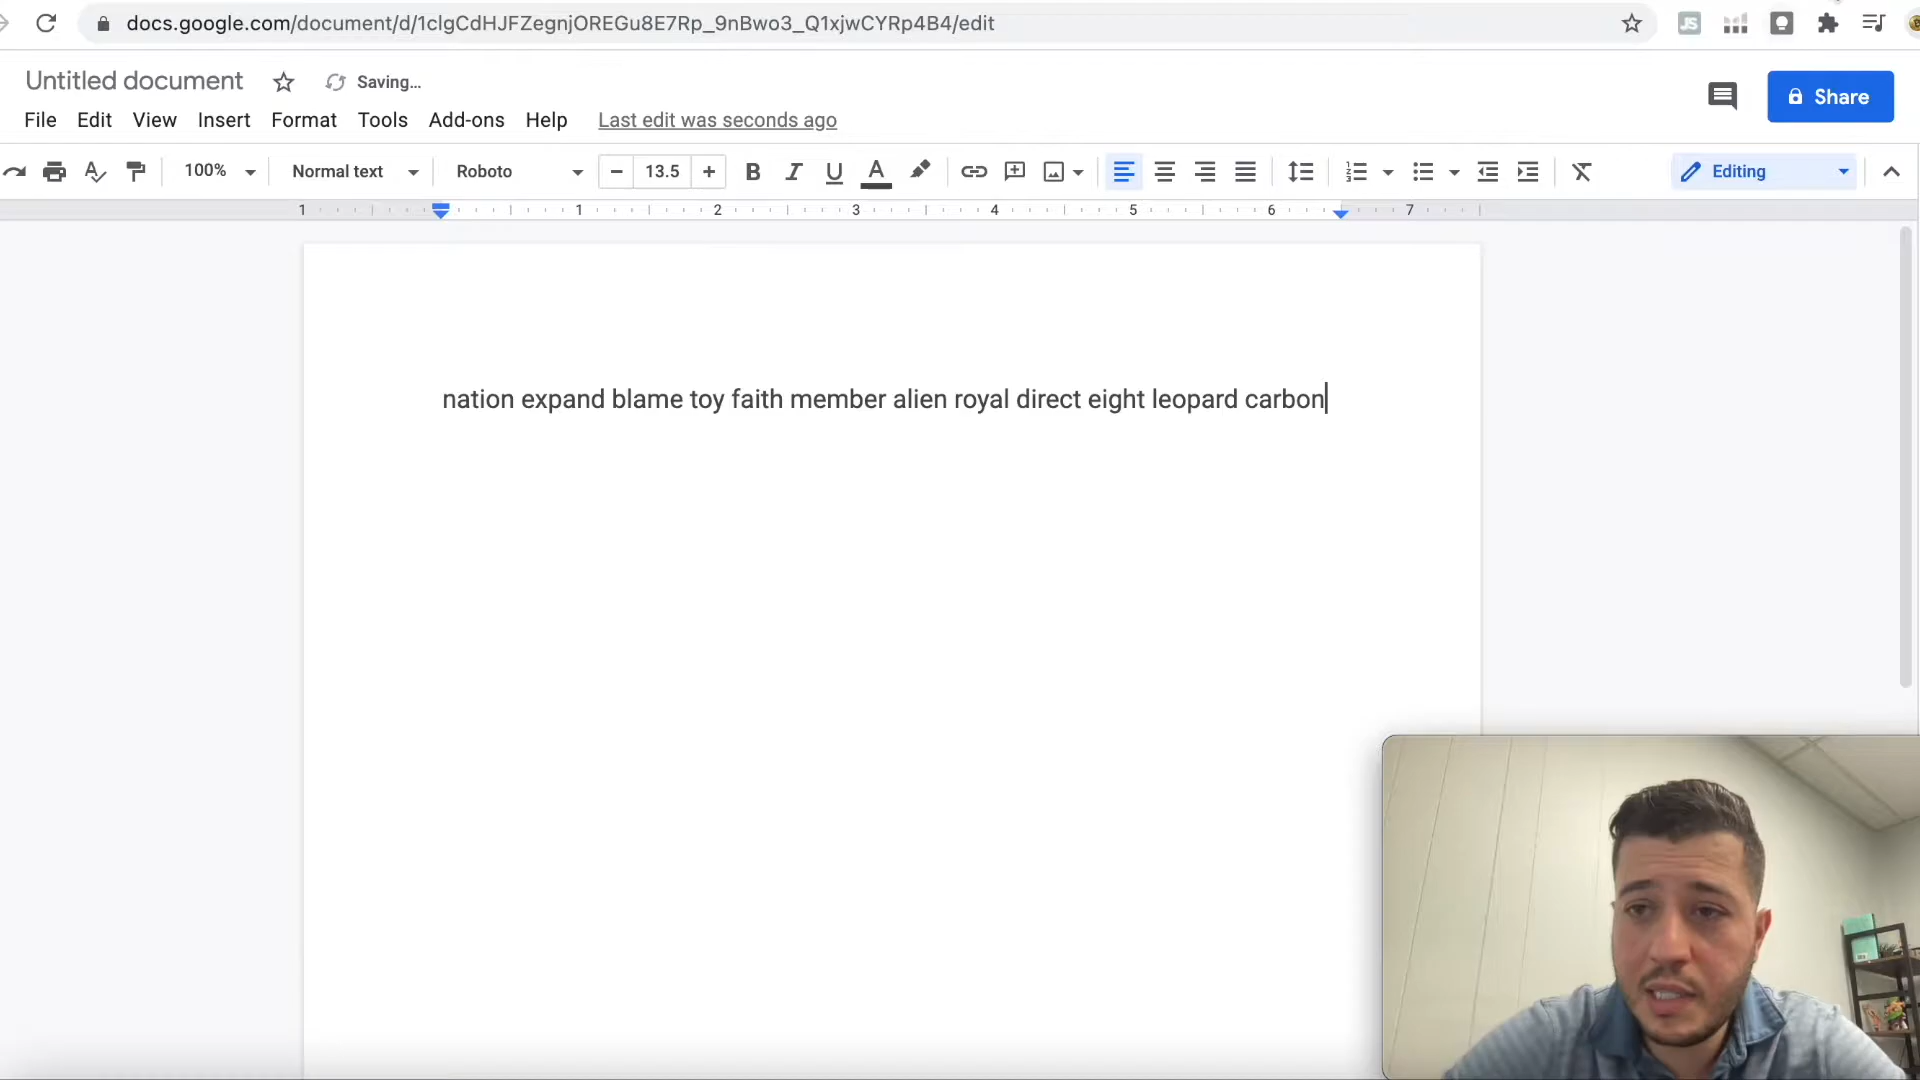 docs.google.com/document/d/1clgCdHJFZegnjOREGu8E7Rp_9nBwo3_Q1xjwCYRp4B4/edit
JS
Untitled document Saving...
Share
File Edit View Insert Format Tools Add-ons Help Last edit was seconds ago
100% Normal text Roboto 13.5 B I U A Editing
1 1 2 3 4 5 6 7
nation expand blame toy faith member alien royal direct eight leopard carbon